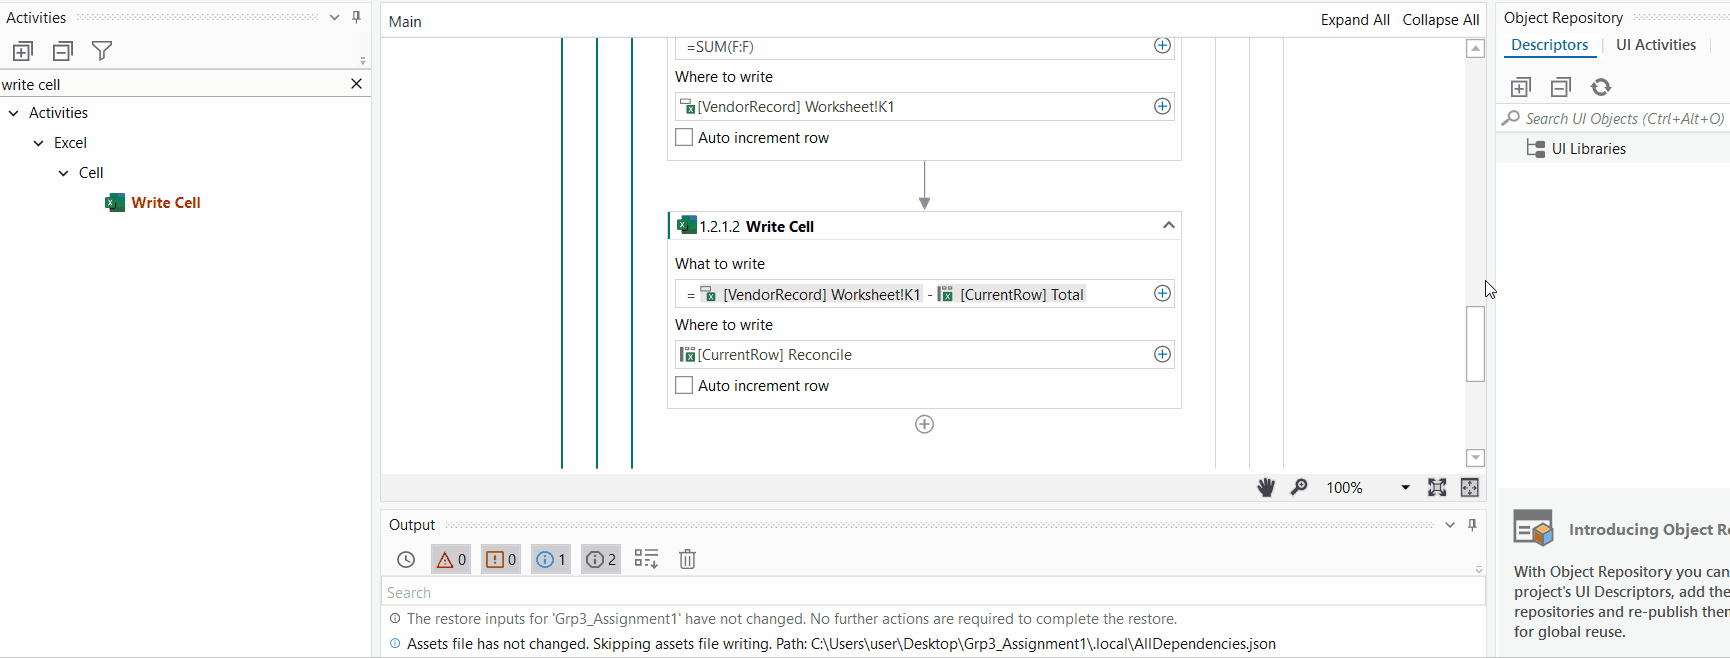 Activities
write cell
Activities
Excel
Cell
Write Cell
Main
Expand All Collapse All
=SUM(F:F)
Where to write
[VendorRecord] Worksheet!K1
Auto increment row
1.2.1.2 Write Cell
What to write
= [VendorRecord] Worksheet!K1 - [CurrentRow] Total
Where to write
[CurrentRow] Reconcile
Auto increment row
100%
Output
0 0 1 2
Search
The restore inputs for 'Grp3_Assignment1' have not changed. No further actions are required to complete the restore.
Assets file has not changed. Skipping assets file writing. Path: C:\Users\user\Desktop\Grp3_Assignment1\.local\AllDependencies.json
Object Repository
Descriptors UI Activities
Search UI Objects (Ctrl+Alt+O)
UI Libraries
Introducing Object Re
With Object Repository you can
project's UI Descriptors, add the
repositories and re-publish then
for global reuse.